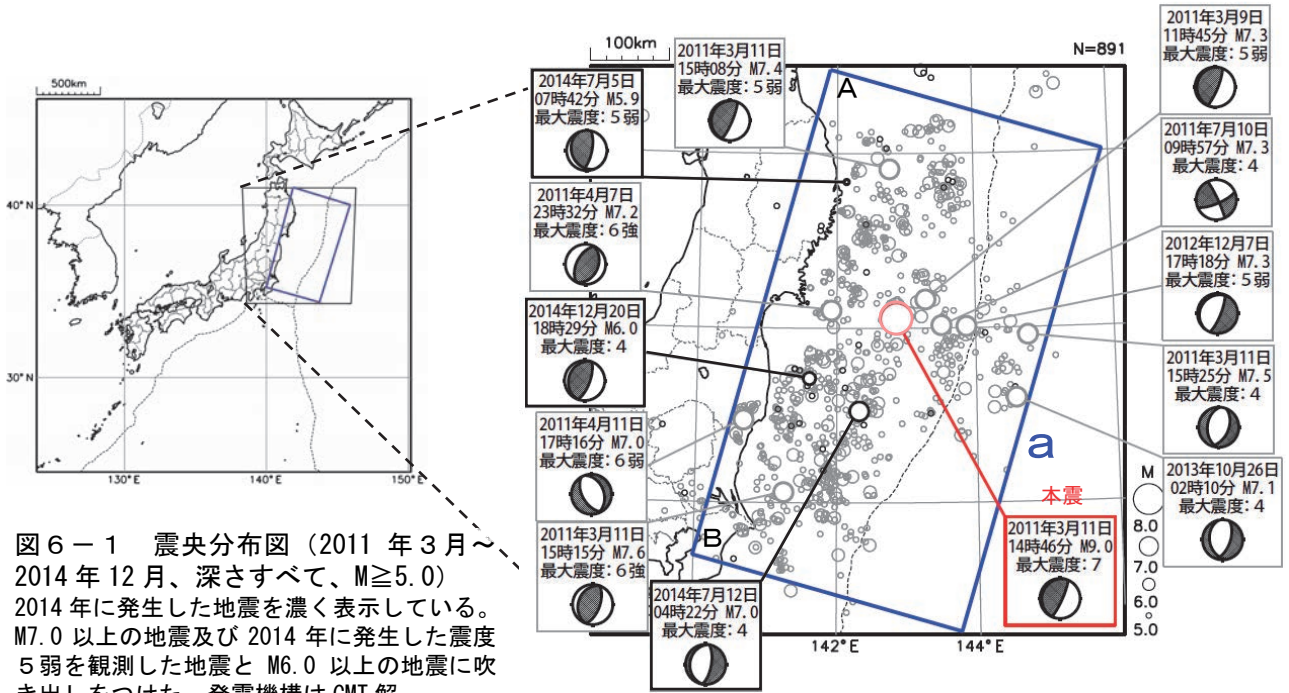 500km
40°N
30°N
130°E
140°E
150°E
図6－1　震央分布図（2011 年３月～
2014 年 12 月、深さすべて、M≧5.0）
2014 年に発生した地震を濃く表示している。
M7.0 以上の地震及び 2014 年に発生した震度
５弱を観測した地震と M6.0 以上の地震に吹
き出しをつけた。発震機構は CMT 解
100km
N=891
2014年7月5日
07時42分 M5.9
最大震度：5弱
2011年3月11日
15時08分 M7.4
最大震度：5弱
2011年4月7日
23時32分 M7.2
最大震度：6強
2014年12月20日
18時29分 M6.0
最大震度：4
2011年4月11日
17時16分 M7.0
最大震度：6弱
2011年3月11日
15時15分 M7.6
最大震度：6強
2014年7月12日
04時22分 M7.0
最大震度：4
A
B
a
本震
2011年3月11日
14時46分 M9.0
最大震度：7
142°E
144°E
2011年3月9日
11時45分 M7.3
最大震度：5弱
2011年7月10日
09時57分 M7.3
最大震度：4
2012年12月7日
17時18分 M7.3
最大震度：5弱
2011年3月11日
15時25分 M7.5
最大震度：4
2013年10月26日
02時10分 M7.1
最大震度：4
M
8.0
7.0
6.0
5.0